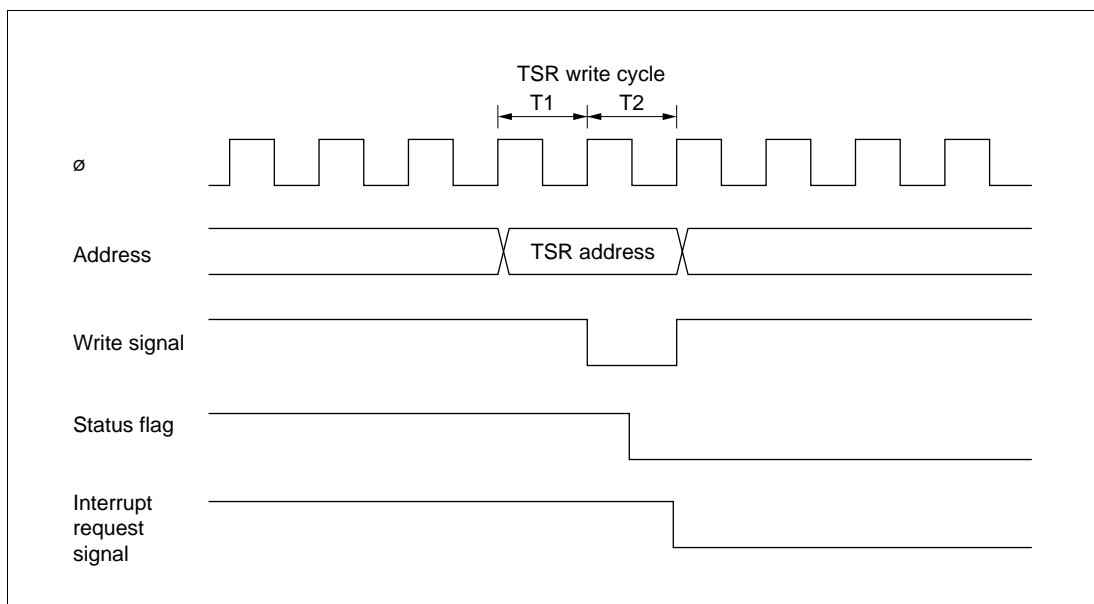 TSR write cycle
T1 T2
ø
Address TSR address
Write signal
Status flag
Interrupt
request
signal